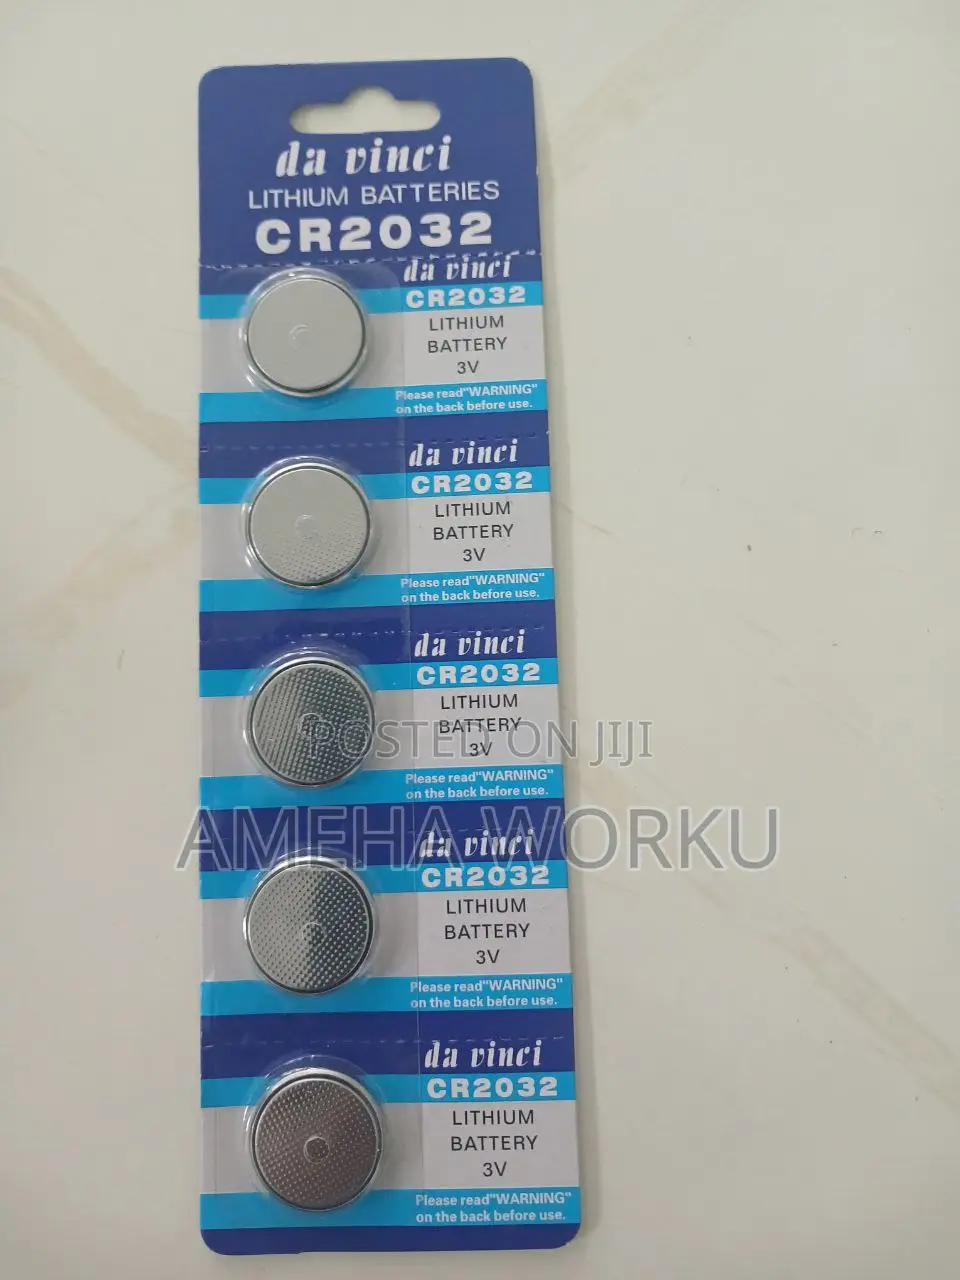 da vinci
LITHIUM BATTERIES
CR2032
da vinci
CR2032
LITHIUM
BATTERY
3V
Please read"WARNING"
on the back before use.
da vinci
CR2032
LITHIUM
BATTERY
3V
Please read"WARNING"
on the back before use.
da vinci
CR2032
LITHIUM
BATTERY
3V
POSTED ON JIJI
Please read"WARNING"
on the back before use.
AMEHA WORKU
da vinci
CR2032
LITHIUM
BATTERY
3V
Please read"WARNING"
on the back before use.
da vinci
CR2032
LITHIUM
BATTERY
3V
Please read"WARNING"
on the back before use.